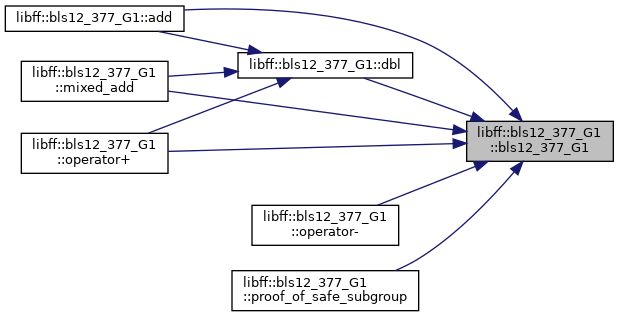 libff::bls12_377_G1::add
libff::bls12_377_G1::dbl
libff::bls12_377_G1
::mixed_add
libff::bls12_377_G1
::operator+
libff::bls12_377_G1
::bls12_377_G1
libff::bls12_377_G1
::operator-
libff::bls12_377_G1
::proof_of_safe_subgroup